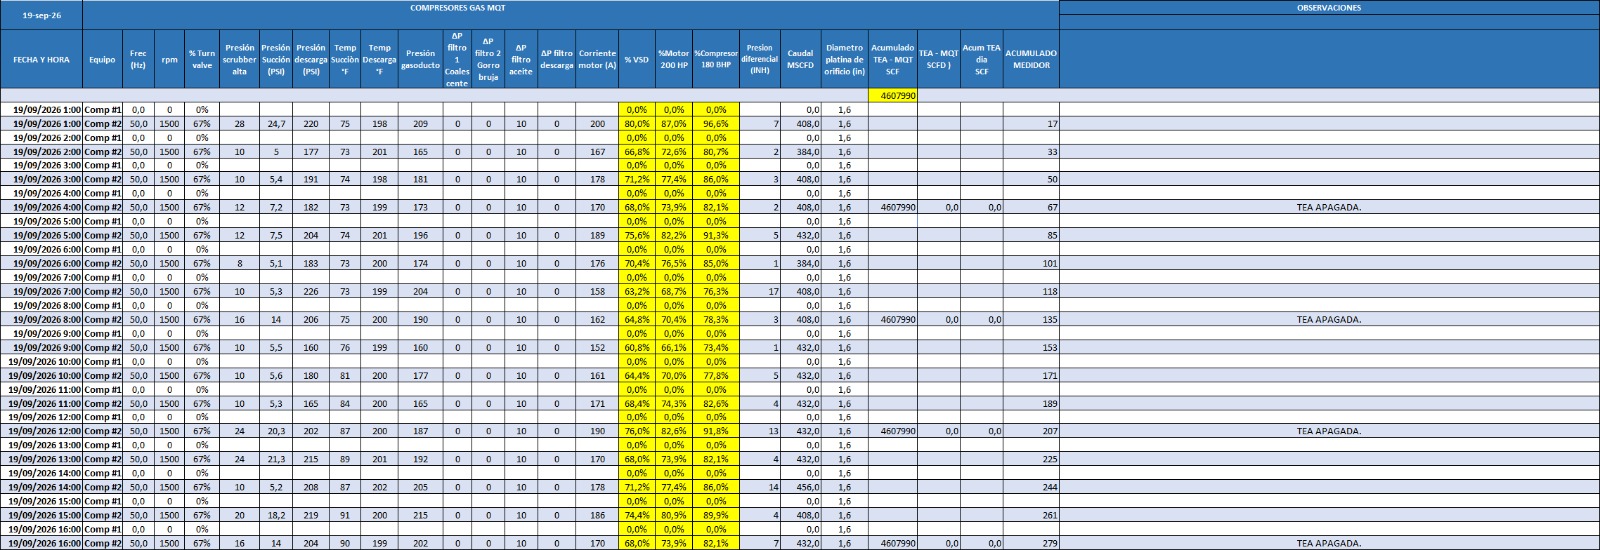 19-sep-26 COMPRESORES GAS MQT OBSERVACIONES
FECHA Y HORA Equipo Frec (Hz) rpm % Turn valve Presión scrubber alta Presión Succión (PSI) Presión descarga (PSI) Temp Succión °F Temp Descarga °F Presión gasoducto ΔP filtro 1 Coales cente ΔP filtro 2 Gorro bruja ΔP filtro aceite ΔP filtro descarga Corriente motor (A) % VSD %Motor 200 HP %Compresor 180 BHP Presion diferencial (INH) Caudal MSCFD Diametro platina de orificio (in) Acumulado TEA - MQT SCF TEA - MQT SCFD ) Acum TEA dia SCF ACUMULADO MEDIDOR
4607990
19/09/2026 1:00 Comp #1 0,0 0 0% 0,0% 0,0% 0,0% 0,0 1,6
19/09/2026 1:00 Comp #2 50,0 1500 67% 28 24,7 220 75 198 209 0 0 10 0 200 80,0% 87,0% 96,6% 7 408,0 1,6 17
19/09/2026 2:00 Comp #1 0,0 0 0% 0,0% 0,0% 0,0% 0,0 1,6
19/09/2026 2:00 Comp #2 50,0 1500 67% 10 5 177 73 201 165 0 0 10 0 167 66,8% 72,6% 80,7% 2 384,0 1,6 33
19/09/2026 3:00 Comp #1 0,0 0 0% 0,0% 0,0% 0,0% 0,0 1,6
19/09/2026 3:00 Comp #2 50,0 1500 67% 10 5,4 191 74 198 181 0 0 10 0 178 71,2% 77,4% 86,0% 3 408,0 1,6 50
19/09/2026 4:00 Comp #1 0,0 0 0% 0,0% 0,0% 0,0% 0,0 1,6
19/09/2026 4:00 Comp #2 50,0 1500 67% 12 7,2 182 73 199 173 0 0 10 0 170 68,0% 73,9% 82,1% 2 408,0 1,6 4607990 0,0 0,0 67 TEA APAGADA.
19/09/2026 5:00 Comp #1 0,0 0 0% 0,0% 0,0% 0,0% 0,0 1,6
19/09/2026 5:00 Comp #2 50,0 1500 67% 12 7,5 204 74 201 196 0 0 10 0 189 75,6% 82,2% 91,3% 5 432,0 1,6 85
19/09/2026 6:00 Comp #1 0,0 0 0% 0,0% 0,0% 0,0% 0,0 1,6
19/09/2026 6:00 Comp #2 50,0 1500 67% 8 5,1 183 73 200 174 0 0 10 0 176 70,4% 76,5% 85,0% 1 384,0 1,6 101
19/09/2026 7:00 Comp #1 0,0 0 0% 0,0% 0,0% 0,0% 0,0 1,6
19/09/2026 7:00 Comp #2 50,0 1500 67% 10 5,3 226 73 199 204 0 0 10 0 158 63,2% 68,7% 76,3% 17 408,0 1,6 118
19/09/2026 8:00 Comp #1 0,0 0 0% 0,0% 0,0% 0,0% 0,0 1,6
19/09/2026 8:00 Comp #2 50,0 1500 67% 16 14 206 75 200 190 0 0 10 0 162 64,8% 70,4% 78,3% 3 408,0 1,6 4607990 0,0 0,0 135 TEA APAGADA.
19/09/2026 9:00 Comp #1 0,0 0 0% 0,0% 0,0% 0,0% 0,0 1,6
19/09/2026 9:00 Comp #2 50,0 1500 67% 10 5,5 160 76 199 160 0 0 10 0 152 60,8% 66,1% 73,4% 1 432,0 1,6 153
19/09/2026 10:00 Comp #1 0,0 0 0% 0,0% 0,0% 0,0% 0,0 1,6
19/09/2026 10:00 Comp #2 50,0 1500 67% 10 5,6 180 81 200 177 0 0 10 0 161 64,4% 70,0% 77,8% 5 432,0 1,6 171
19/09/2026 11:00 Comp #1 0,0 0 0% 0,0% 0,0% 0,0% 0,0 1,6
19/09/2026 11:00 Comp #2 50,0 1500 67% 10 5,3 165 84 200 165 0 0 10 0 171 68,4% 74,3% 82,6% 4 432,0 1,6 189
19/09/2026 12:00 Comp #1 0,0 0 0% 0,0% 0,0% 0,0% 0,0 1,6
19/09/2026 12:00 Comp #2 50,0 1500 67% 24 20,3 202 87 200 187 0 0 10 0 190 76,0% 82,6% 91,8% 13 432,0 1,6 4607990 0,0 0,0 207 TEA APAGADA.
19/09/2026 13:00 Comp #1 0,0 0 0% 0,0% 0,0% 0,0% 0,0 1,6
19/09/2026 13:00 Comp #2 50,0 1500 67% 24 21,3 215 89 201 192 0 0 10 0 170 68,0% 73,9% 82,1% 4 432,0 1,6 225
19/09/2026 14:00 Comp #1 0,0 0 0% 0,0% 0,0% 0,0% 0,0 1,6
19/09/2026 14:00 Comp #2 50,0 1500 67% 10 5,2 208 87 202 205 0 0 10 0 178 71,2% 77,4% 86,0% 14 456,0 1,6 244
19/09/2026 15:00 Comp #1 0,0 0 0% 0,0% 0,0% 0,0% 0,0 1,6
19/09/2026 15:00 Comp #2 50,0 1500 67% 20 18,2 219 91 200 215 0 0 10 0 186 74,4% 80,9% 89,9% 4 408,0 1,6 261
19/09/2026 16:00 Comp #1 0,0 0 0% 0,0% 0,0% 0,0% 0,0 1,6
19/09/2026 16:00 Comp #2 50,0 1500 67% 16 14 204 90 199 202 0 0 10 0 170 68,0% 73,9% 82,1% 7 432,0 1,6 4607990 0,0 0,0 279 TEA APAGADA.